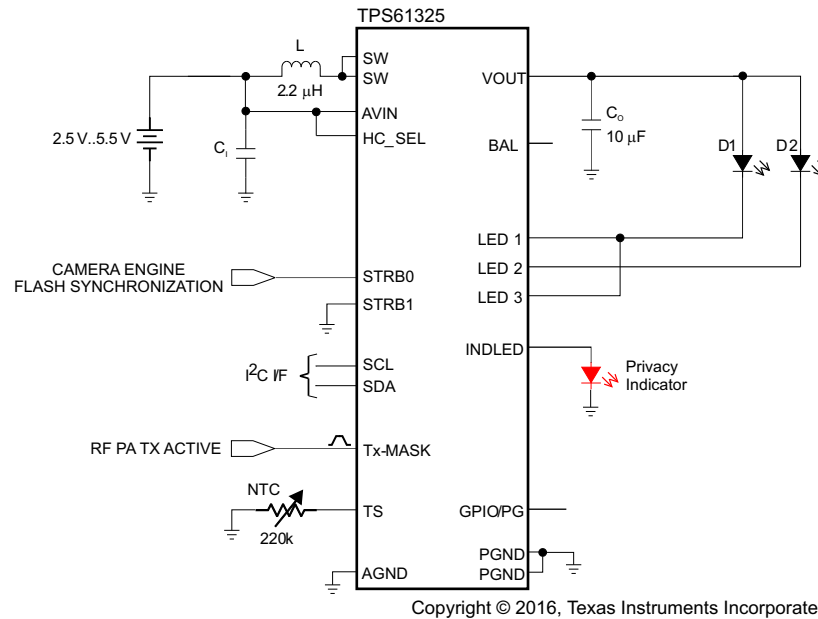 TPS61325
L
2.2 μH
2.5 V..5.5 V
C_I
SW
SW
AVIN
HC_SEL
VOUT
C_O
10 μF
BAL
D1
D2
LED 1
LED 2
LED 3
CAMERA ENGINE
FLASH SYNCHRONIZATION
STRB0
STRB1
INDLED
Privacy
Indicator
I²C I/F
SCL
SDA
RF PA TX ACTIVE
Tx-MASK
NTC
220k
TS
GPIO/PG
AGND
PGND
PGND
Copyright © 2016, Texas Instruments Incorporate